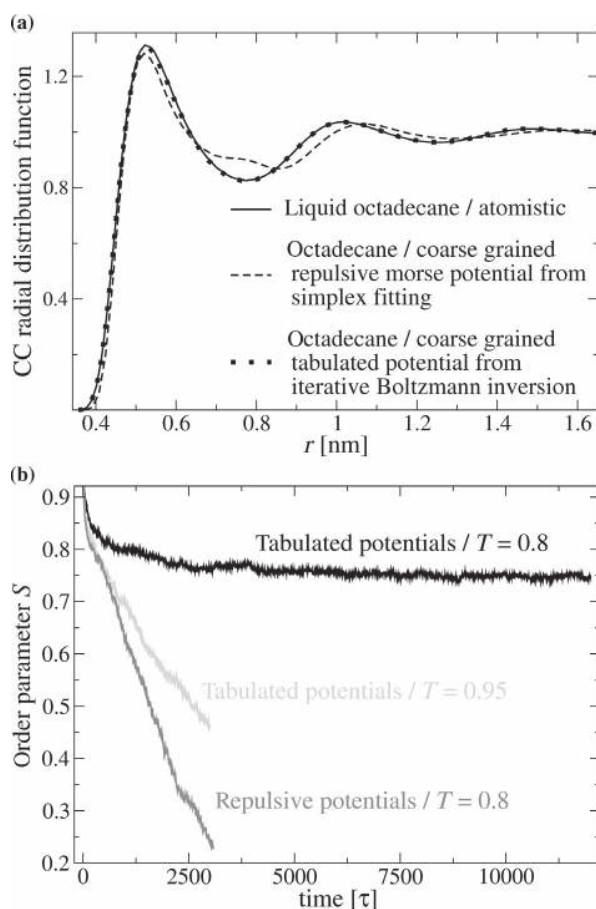 (a)
1.2
0.8
0.4
CC radial distribution function
Liquid octadecane / atomistic
Octadecane / coarse grained
repulsive morse potential from
simplex fitting
Octadecane / coarse grained
tabulated potential from
iterative Boltzmann inversion
0.4 0.6 0.8 1 1.2 1.4 1.6
r [nm]
(b)
0.9
0.8
0.7
0.6
0.5
0.4
0.3
0.2
Order parameter S
Tabulated potentials / T = 0.8
Tabulated potentials / T = 0.95
Repulsive potentials / T = 0.8
0 2500 5000 7500 10000
time [τ]